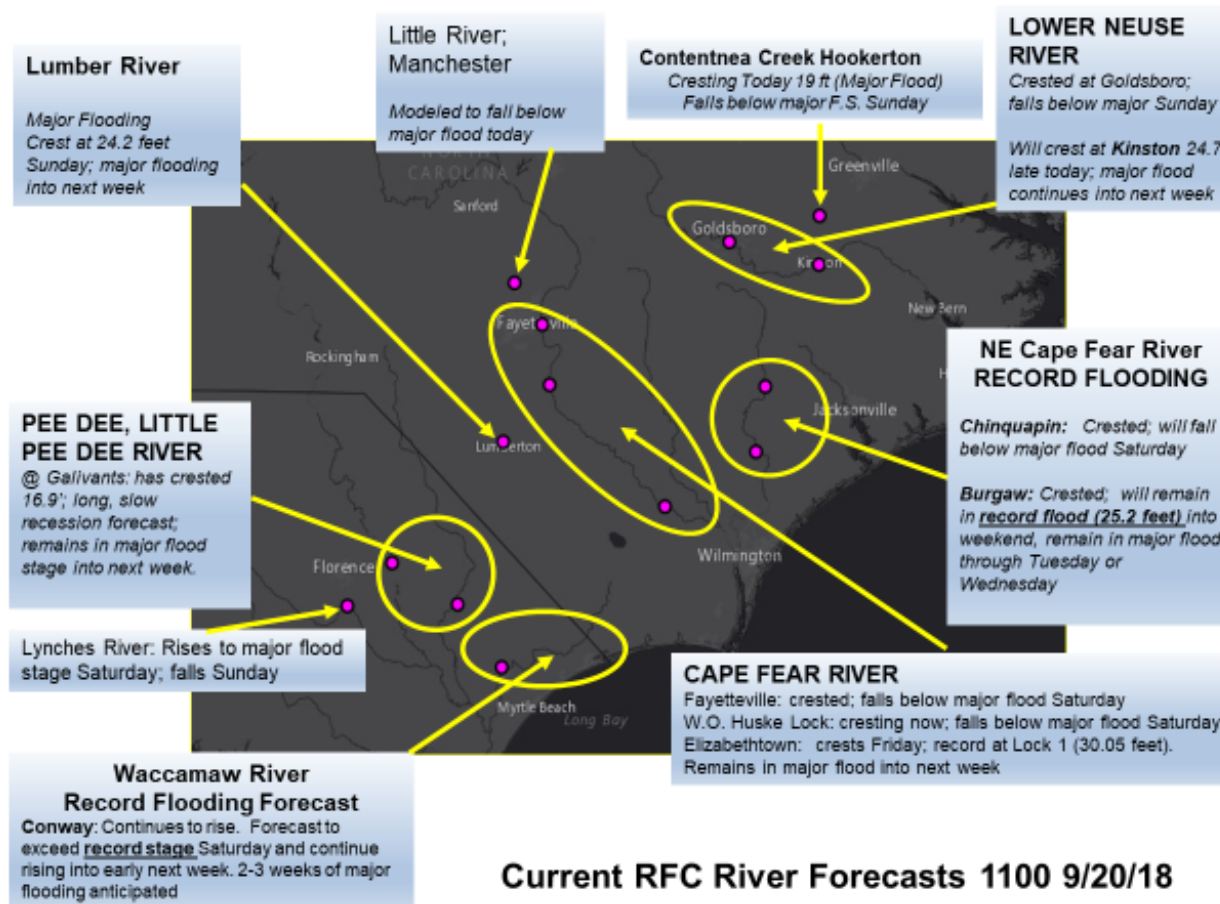 Lumber River
Major Flooding
Crest at 24.2 feet
Sunday; major flooding
into next week
Little River;
Manchester
Modeled to fall below
major flood today
Contentnea Creek Hookerton
Cresting Today 19 ft (Major Flood)
Falls below major F.S. Sunday
LOWER NEUSE
RIVER
Crested at Goldsboro;
falls below major Sunday
Will crest at Kinston 24.7
late today; major flood
continues into next week
NORTH
CAROLINA
Sanford
Greenville
Goldsboro
Kinston
New Bern
Fayetteville
Rockingham
Lumberton
Jacksonville
Wilmington
Florence
Myrtle Beach
Long Bay
NE Cape Fear River
RECORD FLOODING
Chinquapin: Crested; will fall
below major flood Saturday
Burgaw: Crested; will remain
in record flood (25.2 feet) into
weekend, remain in major flood
through Tuesday or
Wednesday
PEE DEE, LITTLE
PEE DEE RIVER
@ Galivants: has crested
16.9'; long, slow
recession forecast;
remains in major flood
stage into next week.
Lynches River: Rises to major flood
stage Saturday; falls Sunday
CAPE FEAR RIVER
Fayetteville: crested; falls below major flood Saturday
W.O. Huske Lock: cresting now; falls below major flood Saturday
Elizabethtown: crests Friday; record at Lock 1 (30.05 feet).
Remains in major flood into next week
Waccamaw River
Record Flooding Forecast
Conway: Continues to rise. Forecast to
exceed record stage Saturday and continue
rising into early next week. 2-3 weeks of major
flooding anticipated
Current RFC River Forecasts 1100 9/20/18